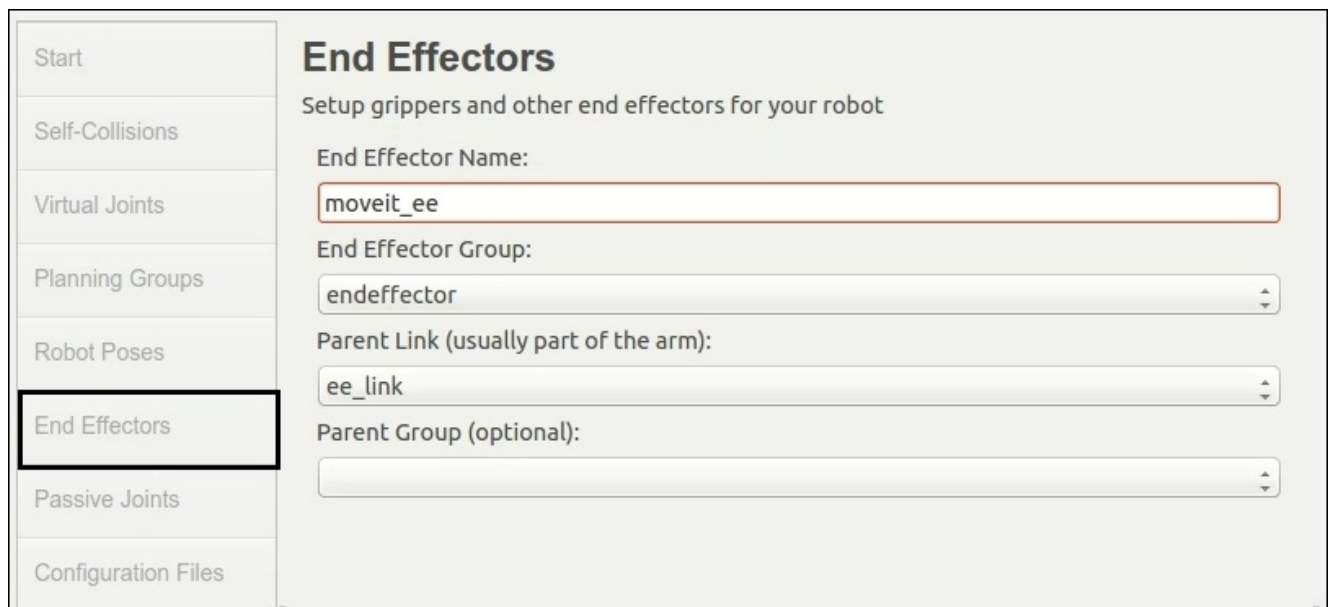 Start
Self-Collisions
Virtual Joints
Planning Groups
Robot Poses
End Effectors
Passive Joints
Configuration Files
End Effectors
Setup grippers and other end effectors for your robot
End Effector Name:
moveit_ee
End Effector Group:
endeffector
Parent Link (usually part of the arm):
ee_link
Parent Group (optional):